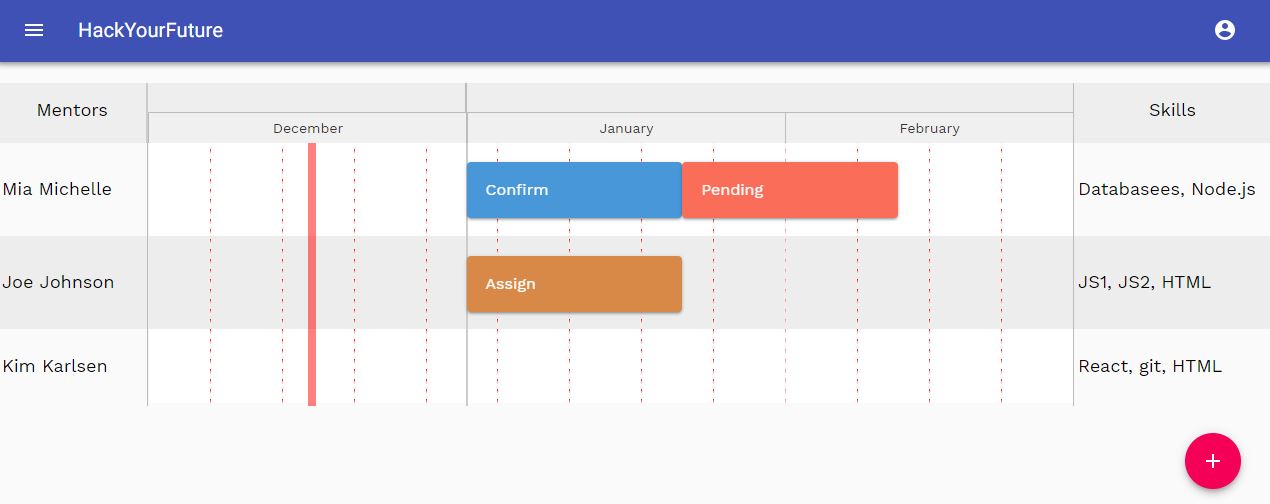 HackYourFuture
Mentors
Skills
December January February
Mia Michelle Confirm Pending Databasees, Node.js
Joe Johnson Assign JS1, JS2, HTML
Kim Karlsen React, git, HTML